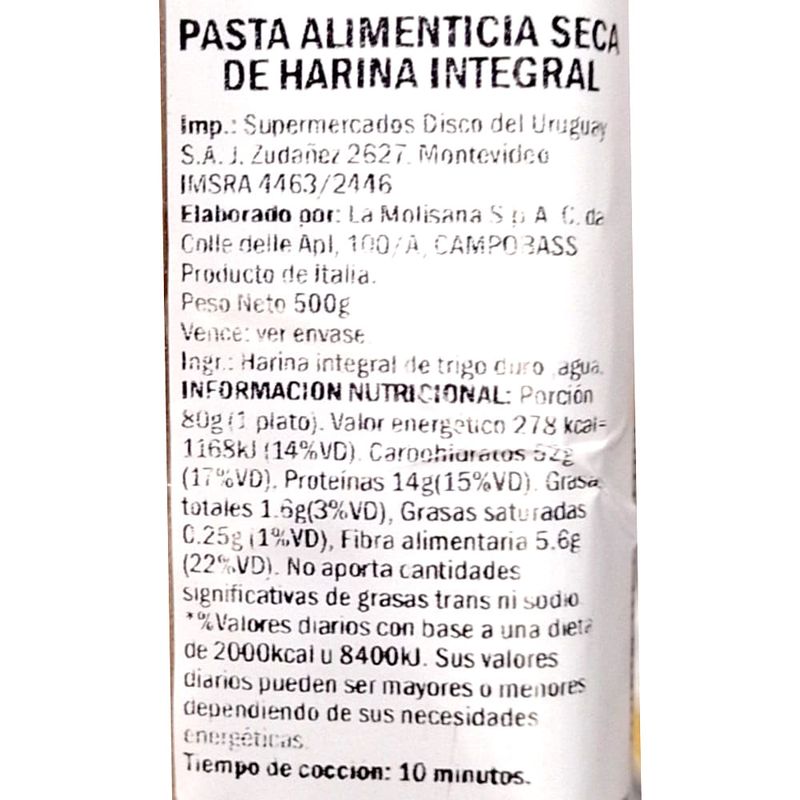 PASTA ALIMENTICIA SECA
DE HARINA INTEGRAL
Imp.: Supermercados Disco del Uruguay
S.A. J. Zudañez 2627. Montevideo
IMSRA 4463/2446
Elaborado por: La Molisana S.p.A. C.da
Colle delle Api, 100/A, CAMPOBASS
Producto de Italia.
Peso Neto 500g
Vence: ver envase
Ingr.: Harina integral de trigo duro, agua.
INFORMACION NUTRICIONAL: Porción
80g (1 plato). Valor energético 278 kcal=
1168kJ (14%VD). Carbohidratos 52g
(17%VD). Proteínas 14g(15%VD). Grasa
totales 1.6g(3%VD), Grasas saturadas
0.25g (1%VD), Fibra alimentaria 5.6g
(22%VD). No aporta cantidades
significativas de grasas trans ni sodio.
*%Valores diarios con base a una dieta
de 2000kcal u 8400kJ. Sus valores
diarios pueden ser mayores o menores
dependiendo de sus necesidades
energéticas.
Tiempo de coccion: 10 minutos.